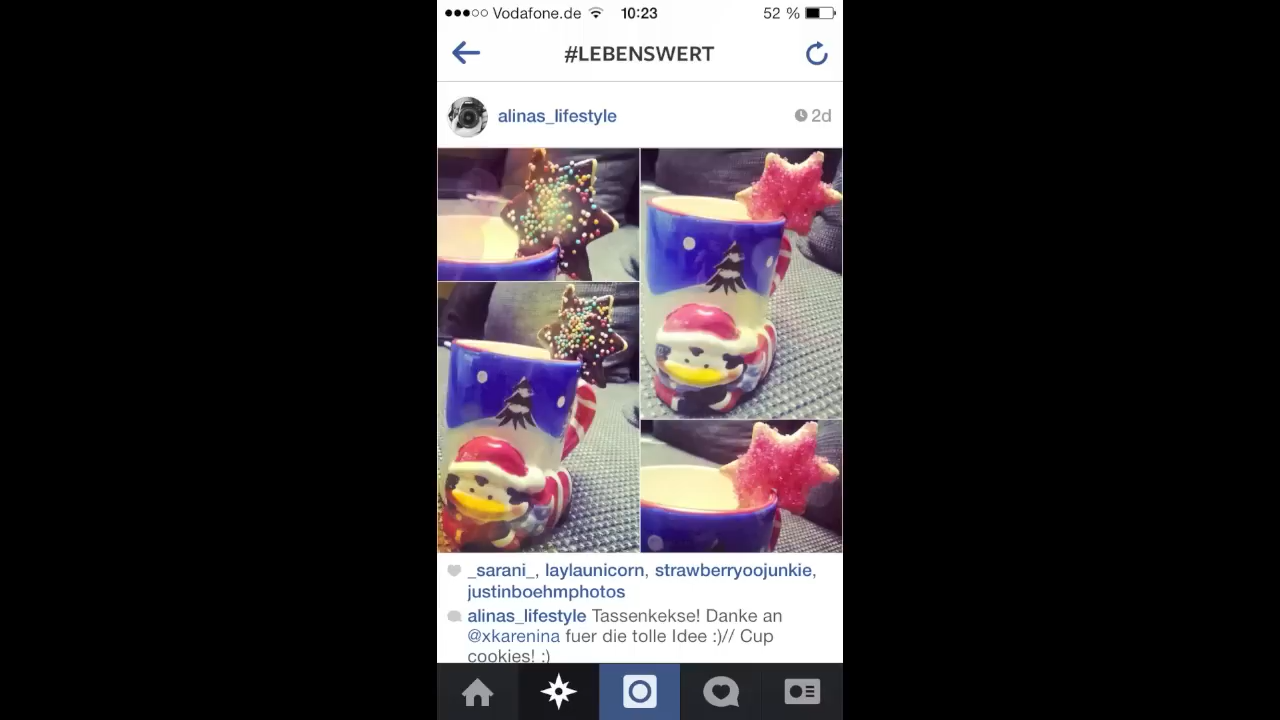 Vodafone.de 10:23 52 %
#LEBENSWERT
alinas_lifestyle 2d
_sarani_, laylaunicorn, strawberryoojunkie,
justinboehmphotos
alinas_lifestyle Tassenkekse! Danke an
@xkarenina fuer die tolle Idee :)// Cup
cookies! :)